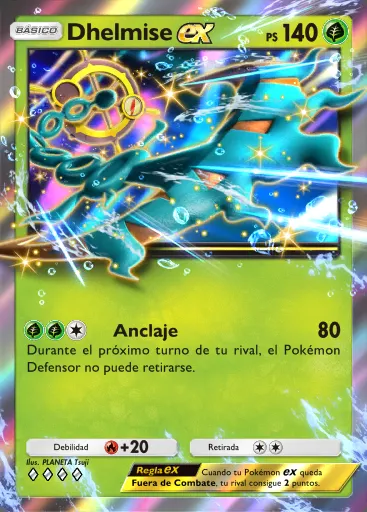 BÁSICO Dhelmise ex PS 140
Anclaje 80
Durante el próximo turno de tu rival, el Pokémon
Defensor no puede retirarse.
Debilidad +20 Retirada
Ilus. PLANETA Tsuji
Regla ex Cuando tu Pokémon ex queda
Fuera de Combate, tu rival consigue 2 puntos.